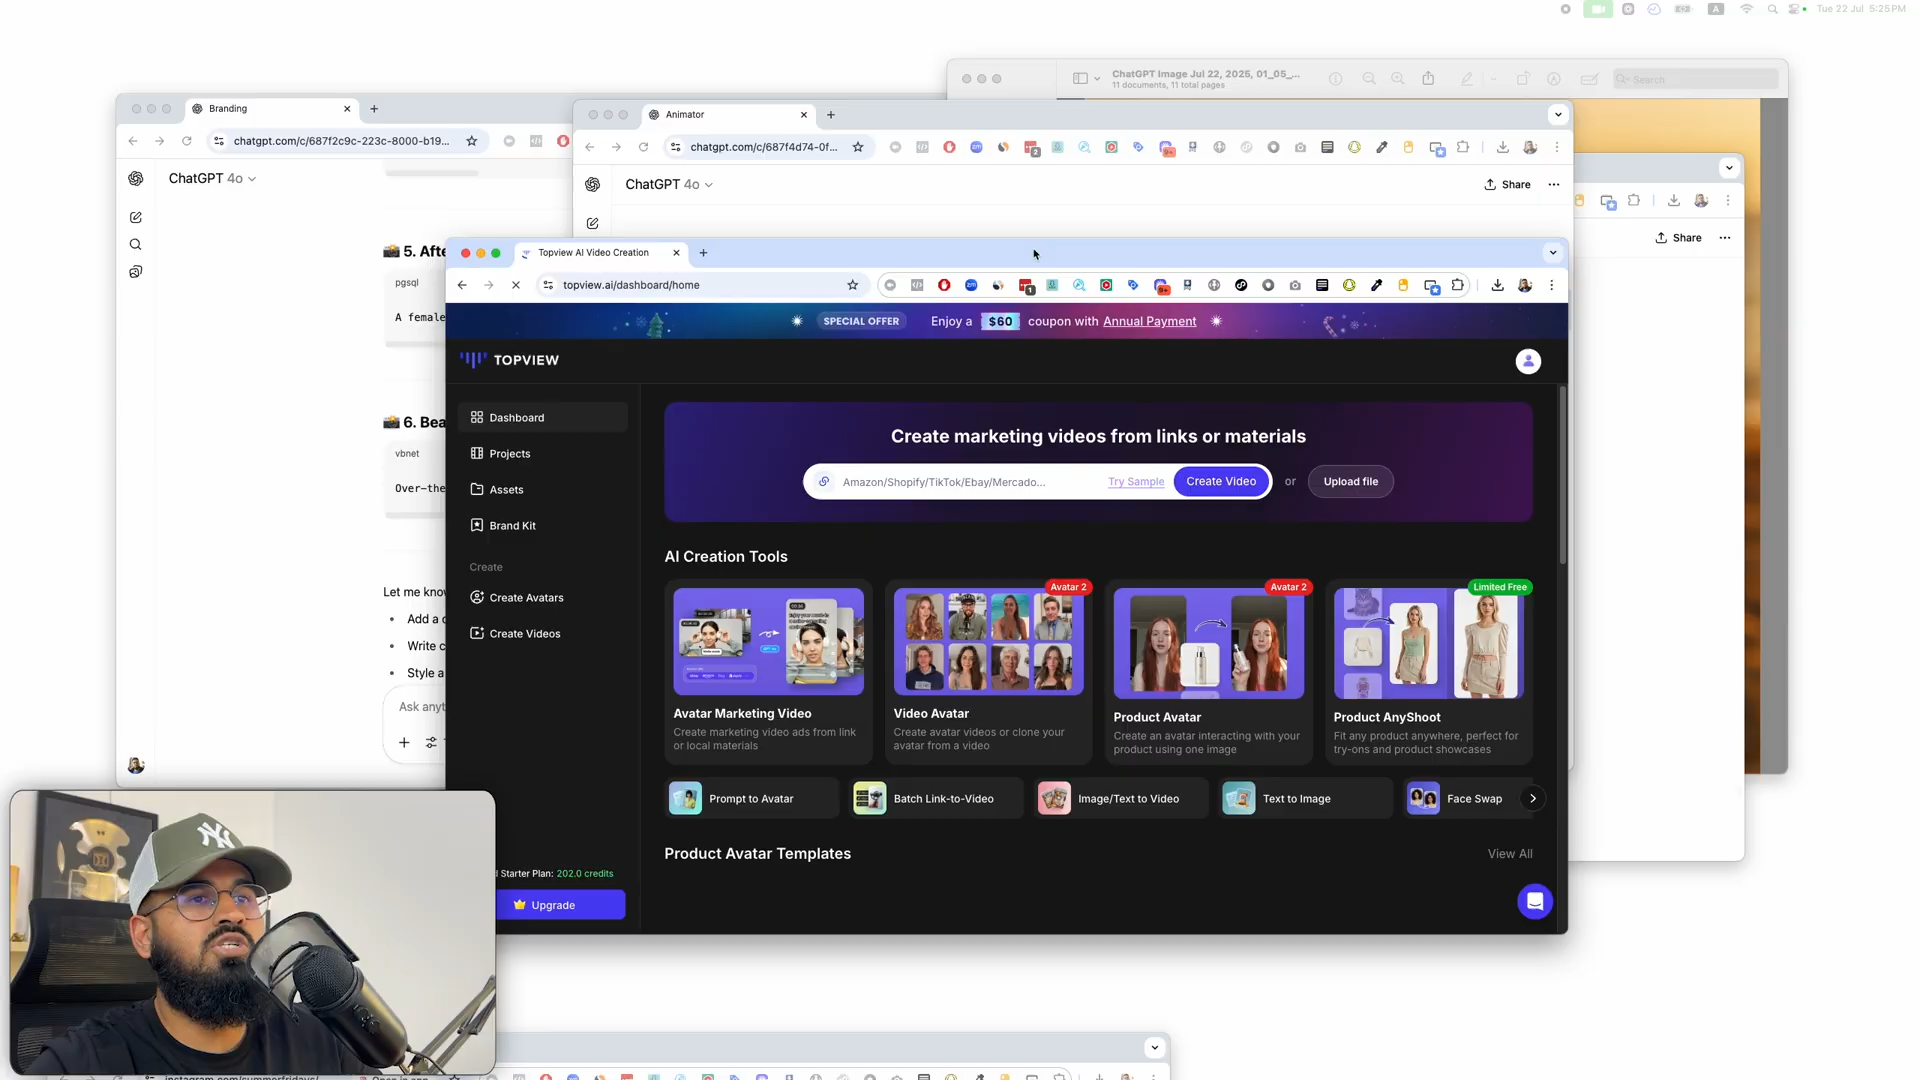 Tue 22 Jul 5:25 PM
ChatGPT Image Jul 22, 2025, 01_05_...
11 documents, 11 total pages
Search
Branding
chatgpt.com/c/687f2c9c-223c-8000-b19...
ChatGPT 4o
Animator
chatgpt.com/c/687f4d74-0f...
ChatGPT 4o
Share
Share
5. Afte
pgsql
A female
6. Bea
vbnet
Over-the
Let me know
Add a c
Write c
Style a
Ask anyt
Topview AI Video Creation
topview.ai/dashboard/home
SPECIAL OFFER Enjoy a $60 coupon with Annual Payment
TOPVIEW
Dashboard
Projects
Assets
Brand Kit
Create
Create Avatars
Create Videos
Starter Plan: 202.0 credits
Upgrade
Create marketing videos from links or materials
Amazon/Shopify/TikTok/Ebay/Mercado...
Try Sample
Create Video
or
Upload file
AI Creation Tools
Avatar Marketing Video
Create marketing video ads from link
or local materials
Avatar 2
Video Avatar
Create avatar videos or clone your
avatar from a video
Avatar 2
Product Avatar
Create an avatar interacting with your
product using one image
Limited Free
Product AnyShoot
Fit any product anywhere, perfect for
try-ons and product showcases
Prompt to Avatar
Batch Link-to-Video
Image/Text to Video
Text to Image
Face Swap
Product Avatar Templates
View All